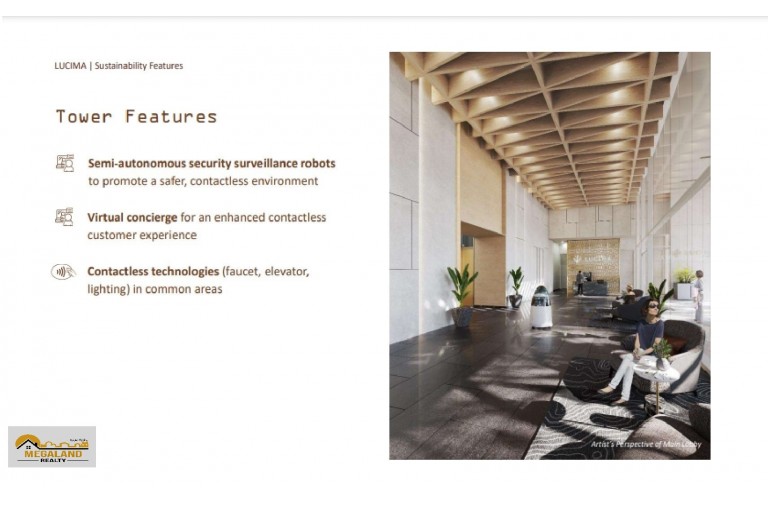 LUCIMA | Sustainability Features
Tower Features
Semi-autonomous security surveillance robots
to promote a safer, contactless environment
Virtual concierge for an enhanced contactless
customer experience
Contactless technologies (faucet, elevator,
lighting) in common areas
LUCIMA
Artist's Perspective of Main Lobby
MEGALAND
REALTY